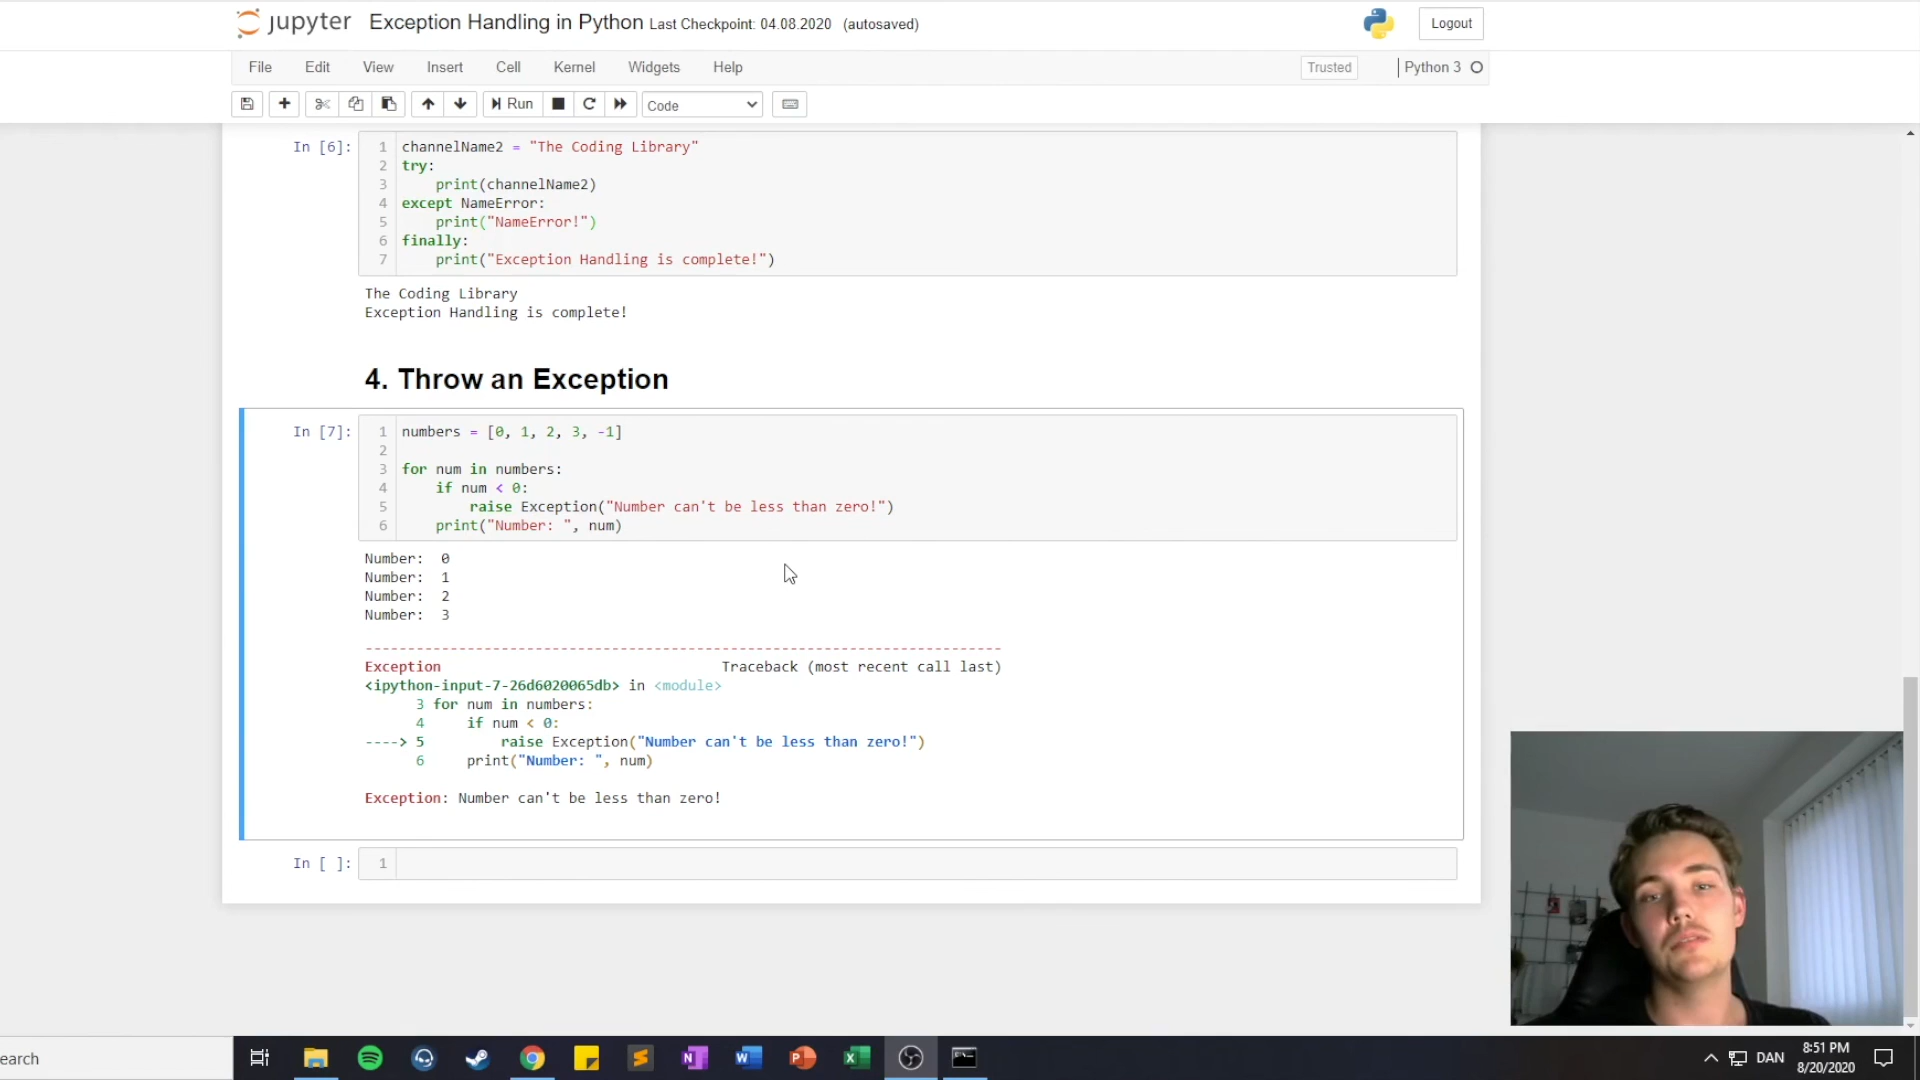 jupyter Exception Handling in Python Last Checkpoint: 04.08.2020 (autosaved) Logout
File Edit View Insert Cell Kernel Widgets Help Trusted Python 3
Run Code
In [6]: 1 channelName2 = "The Coding Library"
2 try:
3 print(channelName2)
4 except NameError:
5 print("NameError!")
6 finally:
7 print("Exception Handling is complete!")
The Coding Library
Exception Handling is complete!
4. Throw an Exception
In [7]: 1 numbers = [0, 1, 2, 3, -1]
2
3 for num in numbers:
4 if num < 0:
5 raise Exception("Number can't be less than zero!")
6 print("Number: ", num)
Number: 0
Number: 1
Number: 2
Number: 3
---------------------------------------------------------------------------
Exception Traceback (most recent call last)
<ipython-input-7-26d6020065db> in <module>
3 for num in numbers:
4 if num < 0:
----> 5 raise Exception("Number can't be less than zero!")
6 print("Number: ", num)
Exception: Number can't be less than zero!
In [ ]: 1
earch
DAN
8:51 PM
8/20/2020